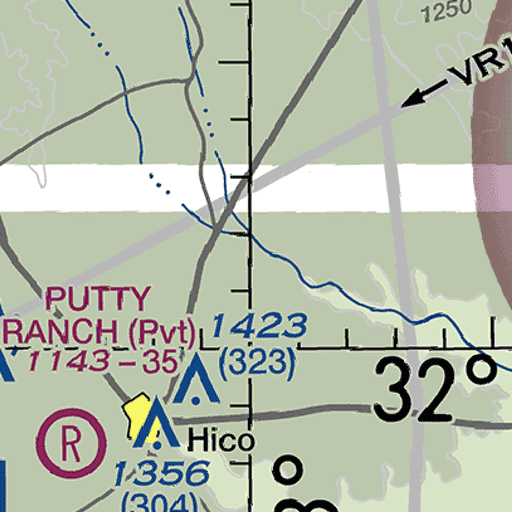 1250
VR1
PUTTY
RANCH (Pvt)
1143 - 35
1423
(323)
32°
R
Hico
1356
(304)